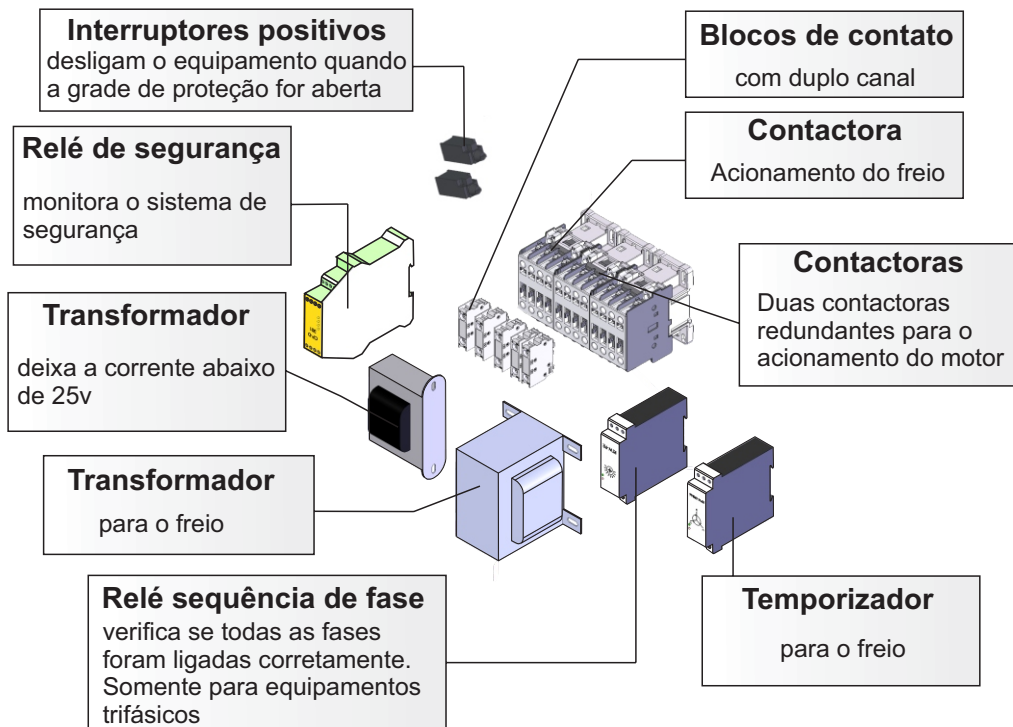 Interruptores positivos
desligam o equipamento quando
a grade de proteção for aberta
Blocos de contato
com duplo canal
Relé de segurança
monitora o sistema de
segurança
Contactora
Acionamento do freio
Contactoras
Duas contactoras
redundantes para o
acionamento do motor
Transformador
deixa a corrente abaixo
de 25v
Transformador
para o freio
Relé sequência de fase
verifica se todas as fases
foram ligadas corretamente.
Somente para equipamentos
trifásicos
Temporizador
para o freio